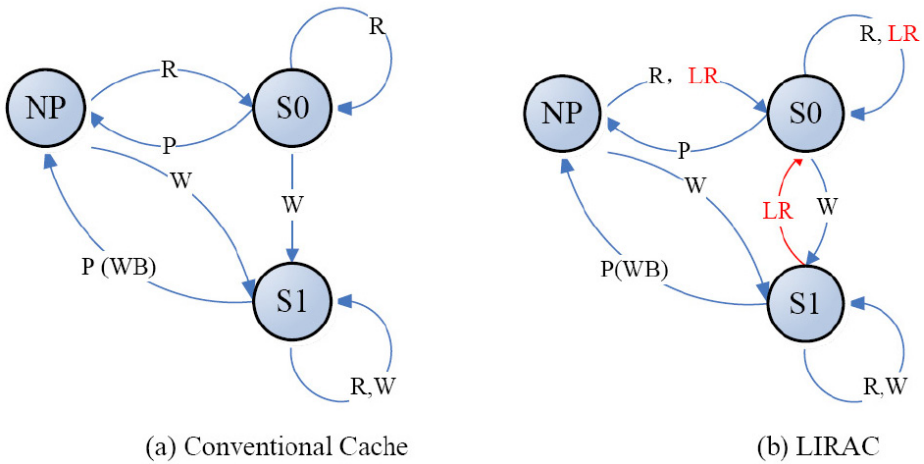 R
NP
S0
P
W
W
P (WB)
S1
R,W
(a) Conventional Cache
R, LR
R, LR
NP
S0
P
W
LR
W
P(WB)
S1
R,W
(b) LIRAC
R